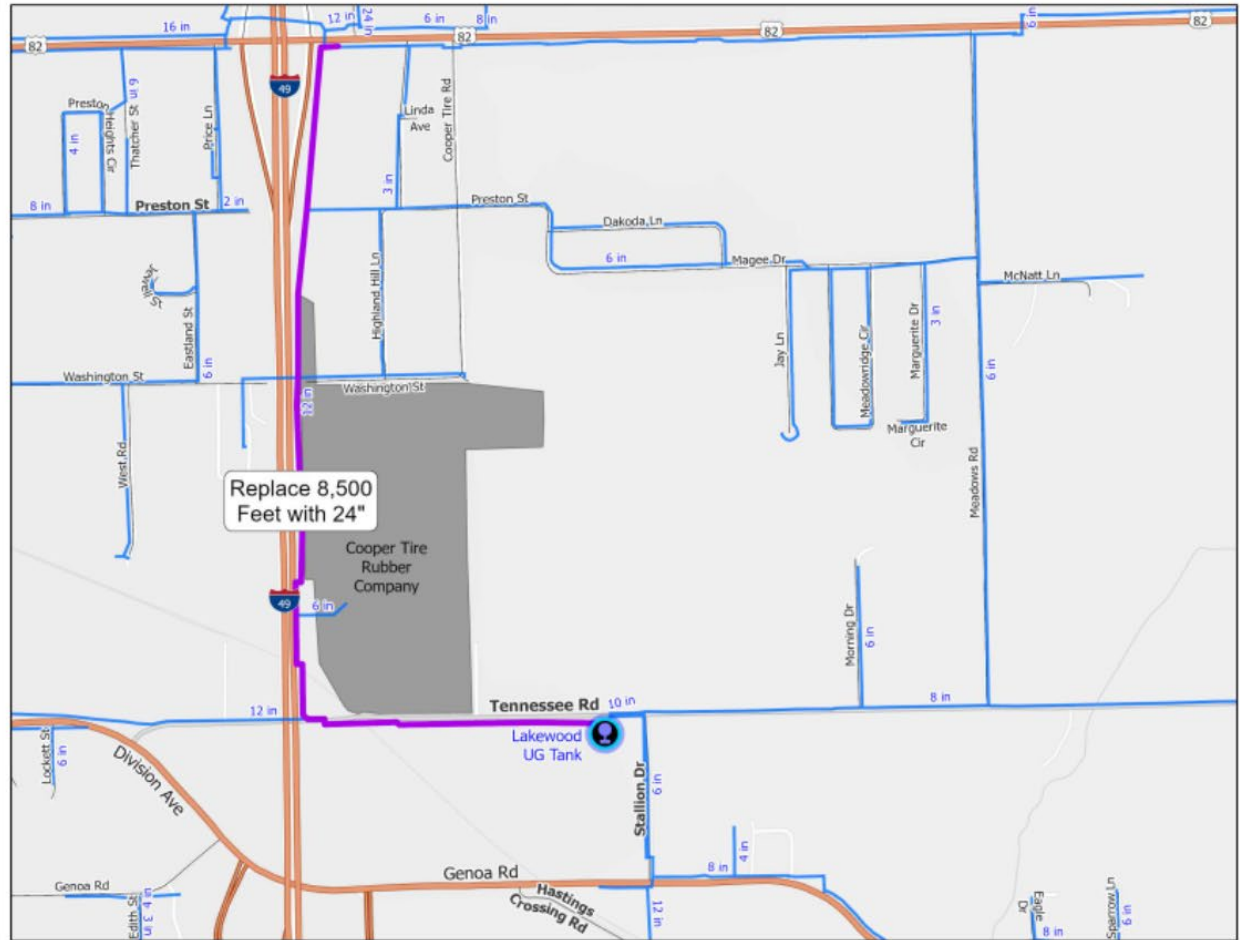 16 in
12 in
24 in
6 in
8 in
6 in
82
82
82
82
49
6 in
Preston
Heights Cir
Thatcher St
4 in
Price Ln
Linda
Ave
Cooper Tire Rd
3 in
8 in
Preston St
2 in
Preston St
Dakoda Ln
6 in
Magee Dr
McNatt Ln
Jewell St
Eastland St
6 in
Highland Hill Ln
Jay Ln
Meadowridge Cir
Marguerite Dr
3 in
6 in
Washington St
12 in
Washington St
West Rd
Marguerite
Cir
Meadows Rd
Replace 8,500
Feet with 24"
Cooper Tire
Rubber
Company
49
6 in
Morning Dr
6 in
12 in
Tennessee Rd
10 in
8 in
Lakewood
UG Tank
Lockett St
6 in
Division Ave
Stallion Dr
6 in
Genoa Rd
8 in
4 in
Genoa Rd
Edith St
3 in
4 in
Hastings
Crossing Rd
12 in
Eagle
Dr
8 in
Sparrow Ln
6 in